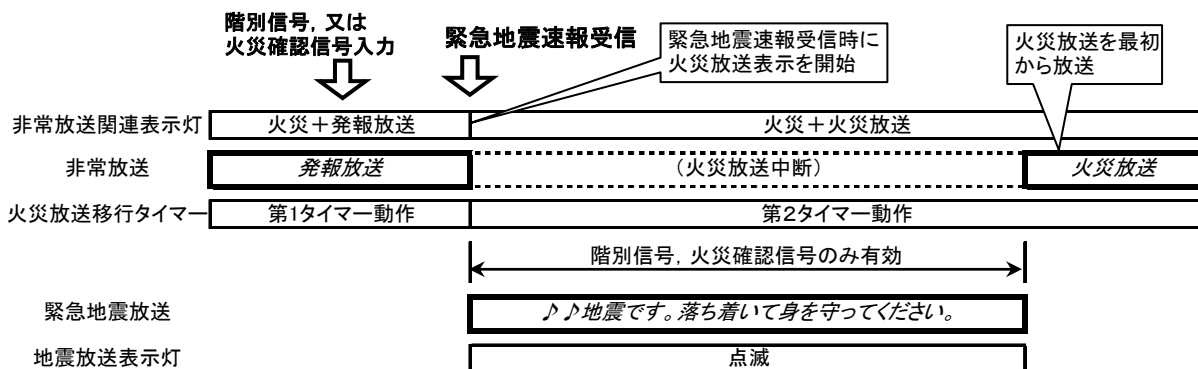 階別信号, 又は
火災確認信号入力
緊急地震速報受信
緊急地震速報受信時に
火災放送表示を開始
火災放送を最初
から放送
非常放送関連表示灯
火災+発報放送
火災+火災放送
非常放送
発報放送
(火災放送中断)
火災放送
火災放送移行タイマー
第1タイマー動作
第2タイマー動作
階別信号, 火災確認信号のみ有効
緊急地震放送
♪♪地震です。落ち着いて身を守ってください。
地震放送表示灯
点滅